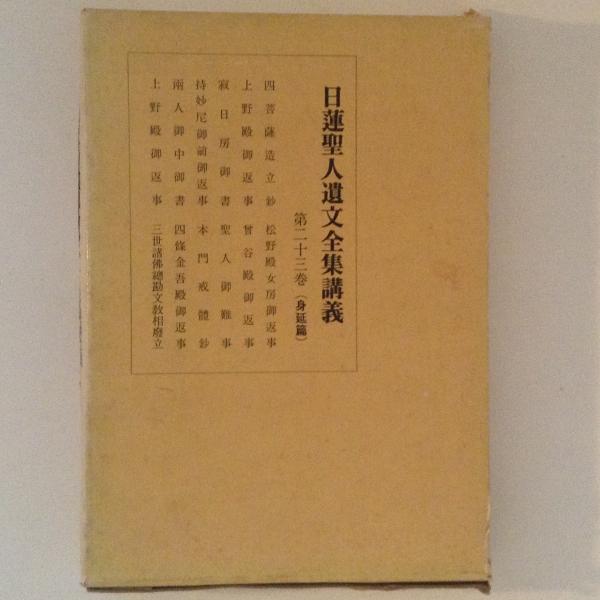 日蓮聖人遺文全集講義
第二十三巻（身延篇）
四菩薩造立鈔 松野殿女房御返事
上野殿御返事 曾谷殿御返事
寂日房御書 聖人御難事
持妙尼御前御返事 本門戒體鈔
兩人御中御書 四條金吾殿御返事
上野殿御返事 三世諸佛總勘文敎相廢立